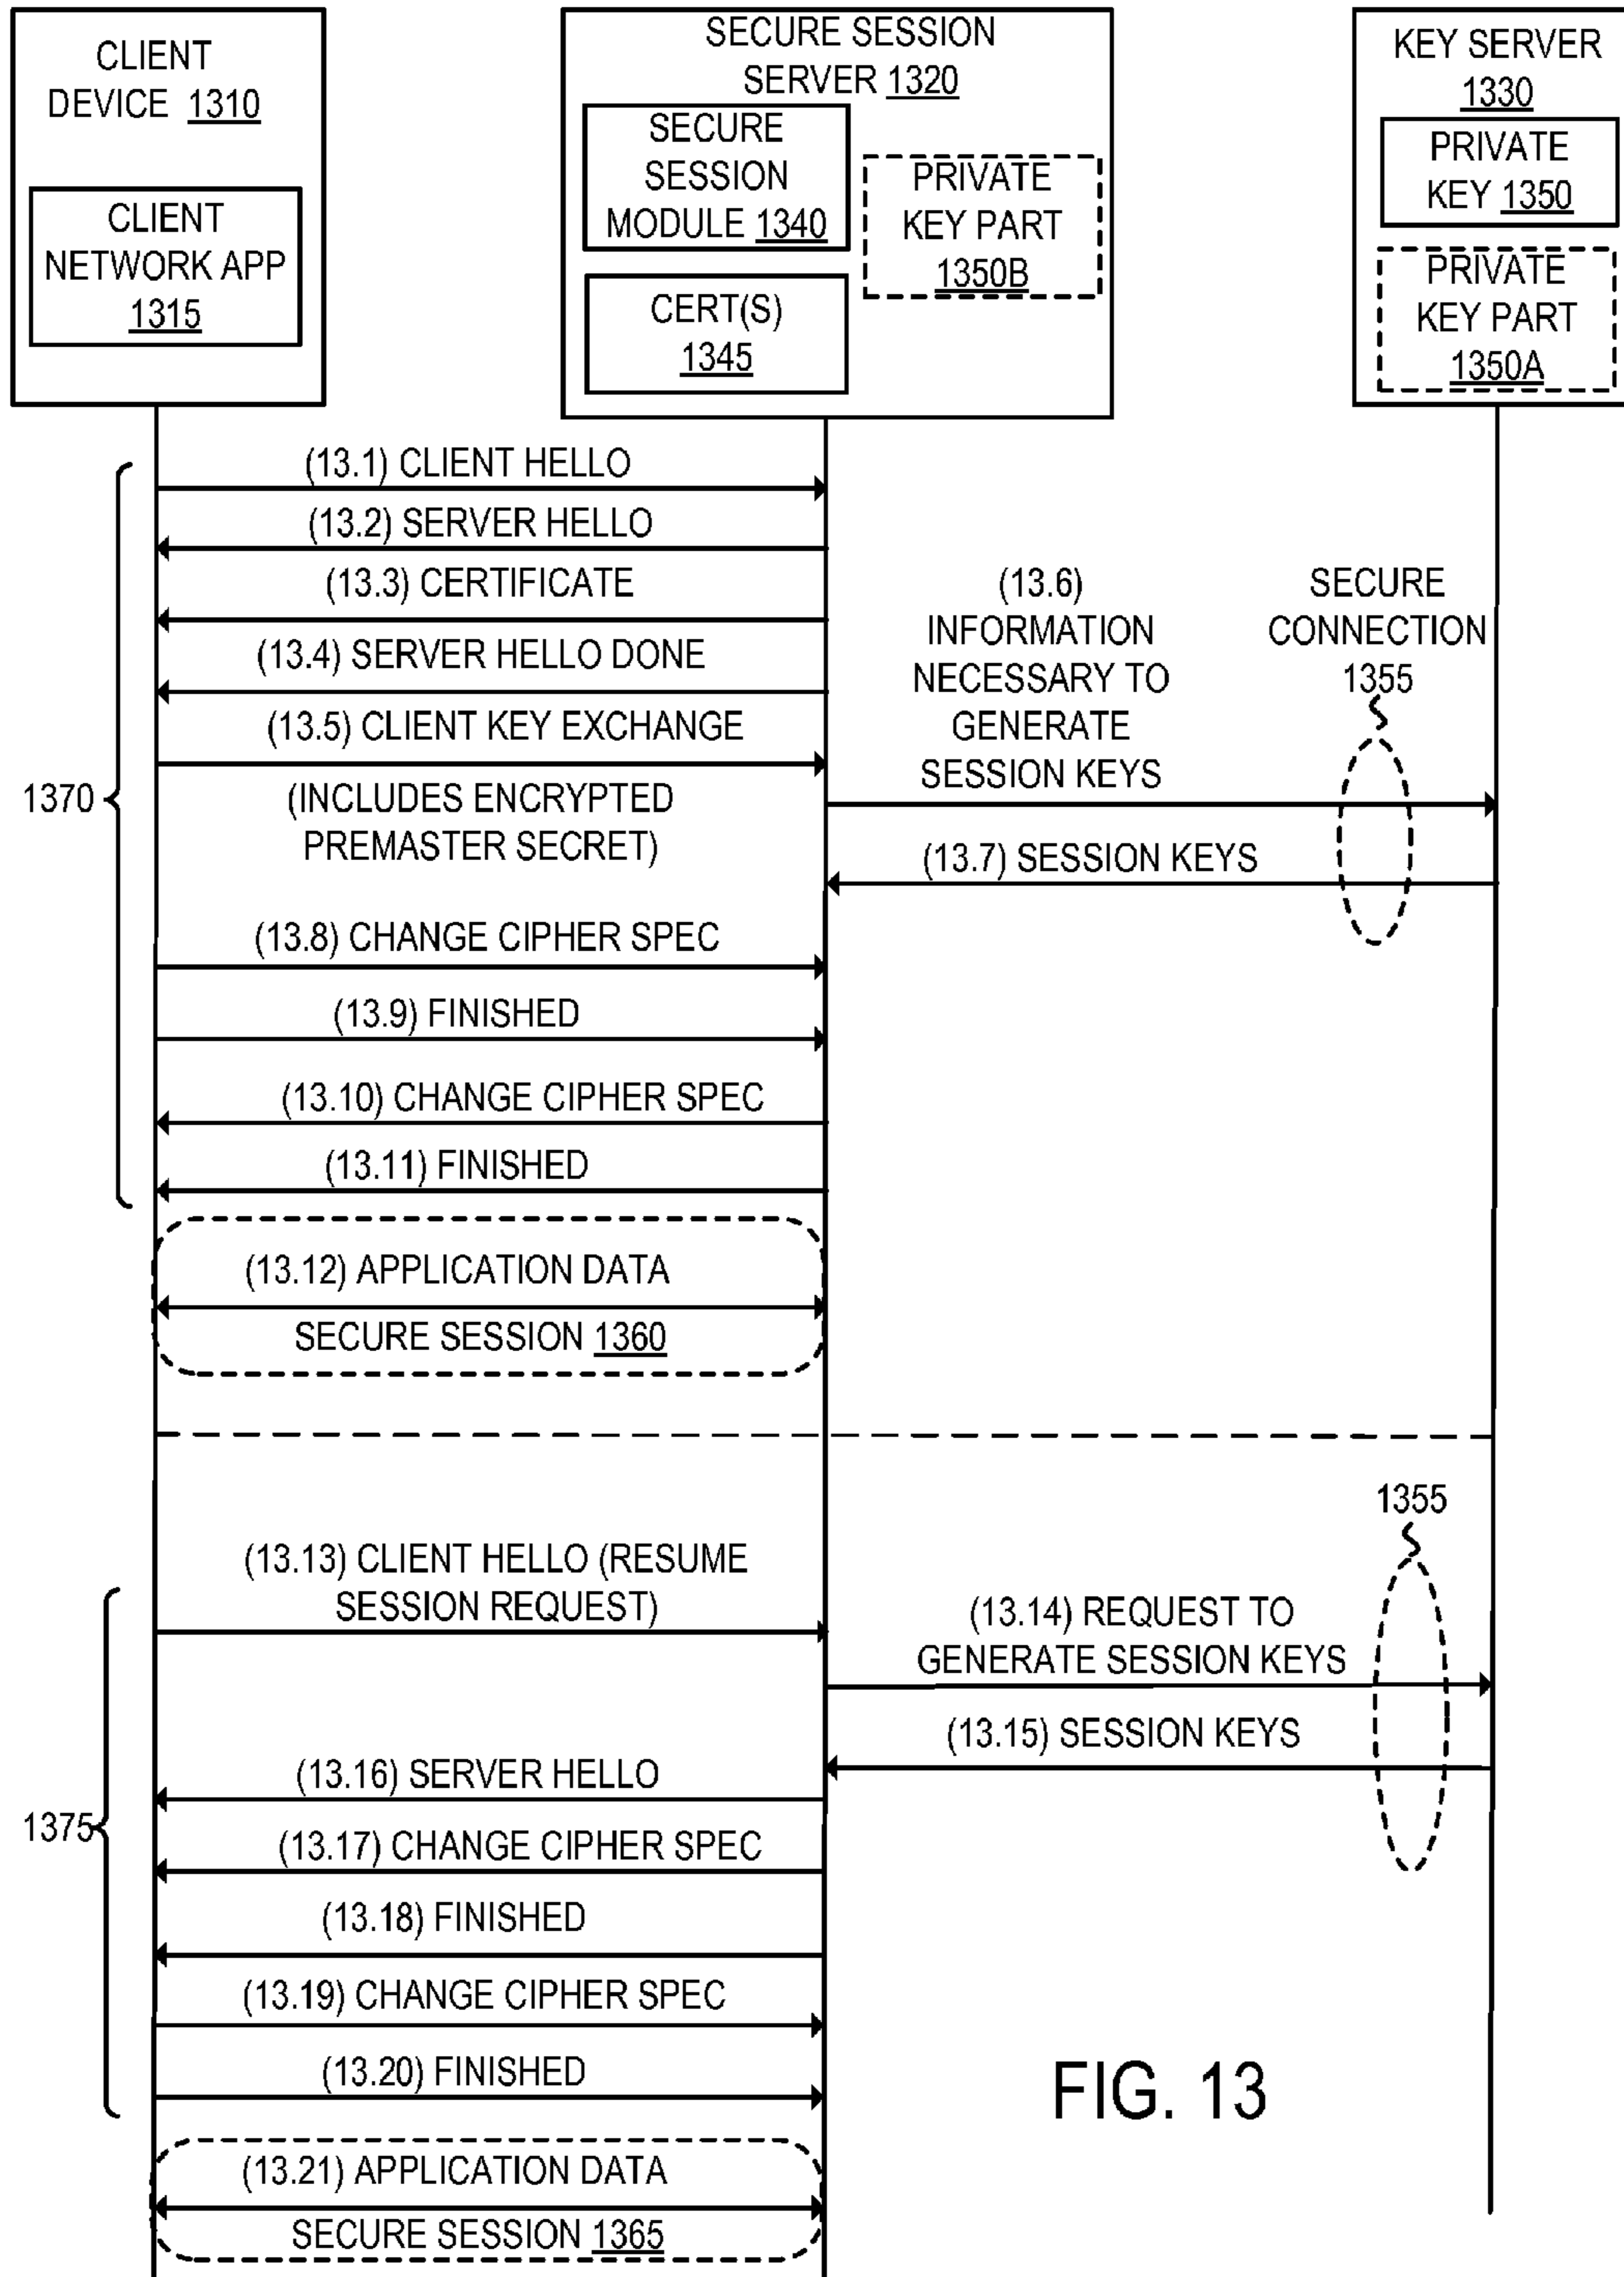 CLIENT
DEVICE 1310
CLIENT
NETWORK APP
1315
SECURE SESSION
SERVER 1320
SECURE
SESSION
MODULE 1340
PRIVATE
KEY PART
1350B
CERT(S)
1345
KEY SERVER
1330
PRIVATE
KEY 1350
PRIVATE
KEY PART
1350A
(13.1) CLIENT HELLO
(13.2) SERVER HELLO
(13.3) CERTIFICATE
(13.4) SERVER HELLO DONE
(13.5) CLIENT KEY EXCHANGE
(INCLUDES ENCRYPTED
PREMASTER SECRET)
(13.6)
INFORMATION
NECESSARY TO
GENERATE
SESSION KEYS
SECURE
CONNECTION
1355
1370
(13.7) SESSION KEYS
(13.8) CHANGE CIPHER SPEC
(13.9) FINISHED
(13.10) CHANGE CIPHER SPEC
(13.11) FINISHED
(13.12) APPLICATION DATA
SECURE SESSION 1360
1355
(13.13) CLIENT HELLO (RESUME
SESSION REQUEST)
(13.14) REQUEST TO
GENERATE SESSION KEYS
(13.15) SESSION KEYS
(13.16) SERVER HELLO
1375
(13.17) CHANGE CIPHER SPEC
(13.18) FINISHED
(13.19) CHANGE CIPHER SPEC
(13.20) FINISHED
FIG. 13
(13.21) APPLICATION DATA
SECURE SESSION 1365